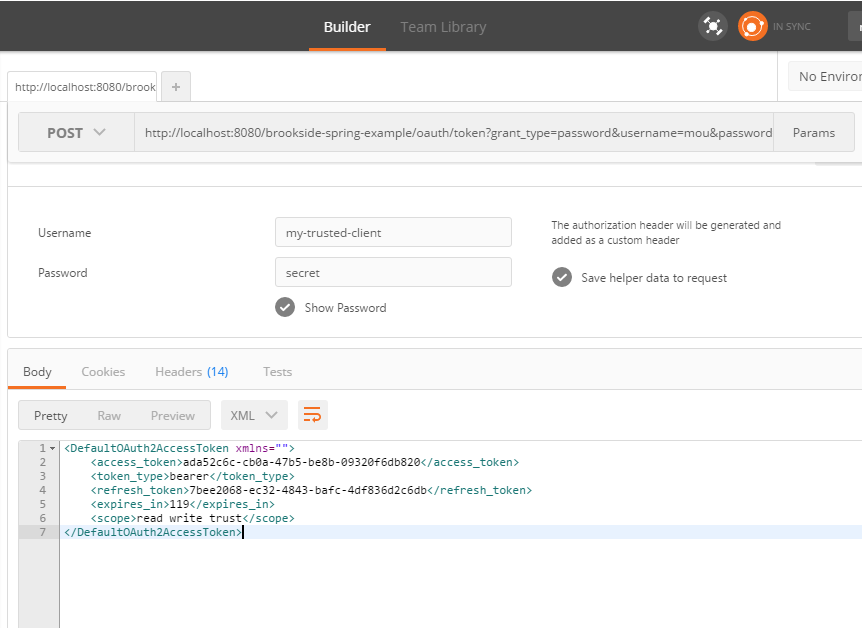 Builder Team Library IN SYNC
http://localhost:8080/brook + No Enviro
POST http://localhost:8080/brookside-spring-example/oauth/token?grant_type=password&username=mou&password Params
Username my-trusted-client The authorization header will be generated and
added as a custom header
Password secret Save helper data to request
Show Password
Body Cookies Headers (14) Tests
Pretty Raw Preview XML
1 <DefaultOAuth2AccessToken xmlns="">
2 <access_token>ada52c6c-cb0a-47b5-be8b-09320f6db820</access_token>
3 <token_type>bearer</token_type>
4 <refresh_token>7bee2068-ec32-4843-bafc-4df836d2c6db</refresh_token>
5 <expires_in>119</expires_in>
6 <scope>read write trust</scope>
7 </DefaultOAuth2AccessToken>